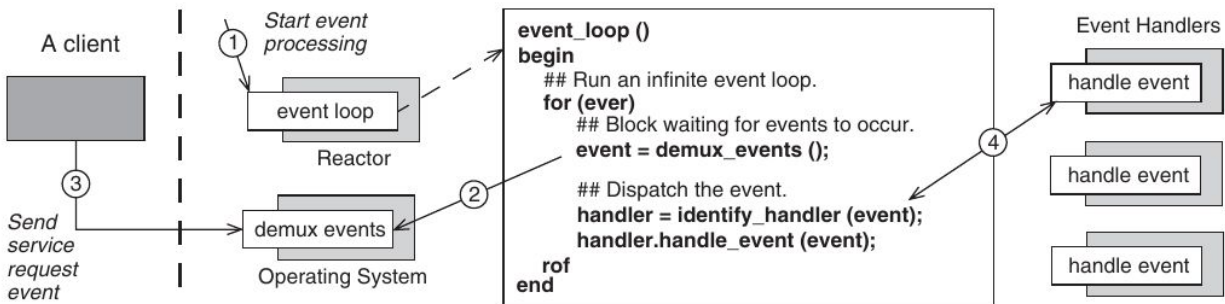 A client
3
Send
service
request
event
1
Start event
processing
event loop
Reactor
demux events
Operating System
2
event_loop ()
begin
## Run an infinite event loop.
for (ever)
## Block waiting for events to occur.
event = demux_events ();
## Dispatch the event.
handler = identify_handler (event);
handler.handle_event (event);
rof
end
4
Event Handlers
handle event
handle event
handle event